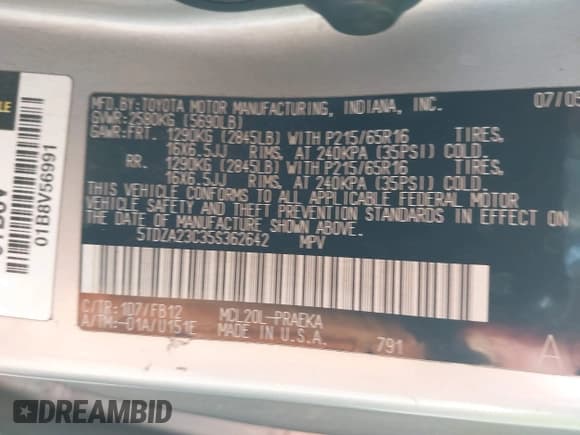 MFD.BY:TOYOTA MOTOR MANUFACTURING, INDIANA, INC. 07/05
GVWR:2580KG (5690LB)
GAWR:FRT. 1290KG (2845LB) WITH P215/65R16 TIRES,
16X6.5JJ RIMS, AT 240KPA (35PSI) COLD.
RR. 1290KG (2845LB) WITH P215/65R16 TIRES,
16X6.5JJ RIMS, AT 240KPA (35PSI) COLD.
THIS VEHICLE CONFORMS TO ALL APPLICABLE FEDERAL MOTOR
VEHICLE SAFETY AND THEFT PREVENTION STANDARDS IN EFFECT ON
THE DATE OF MANUFACTURE SHOWN ABOVE.
5TDZA23C35S362642 MPV
C/TR:1D7/FB12 MCL20L-PRAEKA
A/TM:-01A/U151E MADE IN U.S.A. 791
A
01B8V56991
DREAMBID